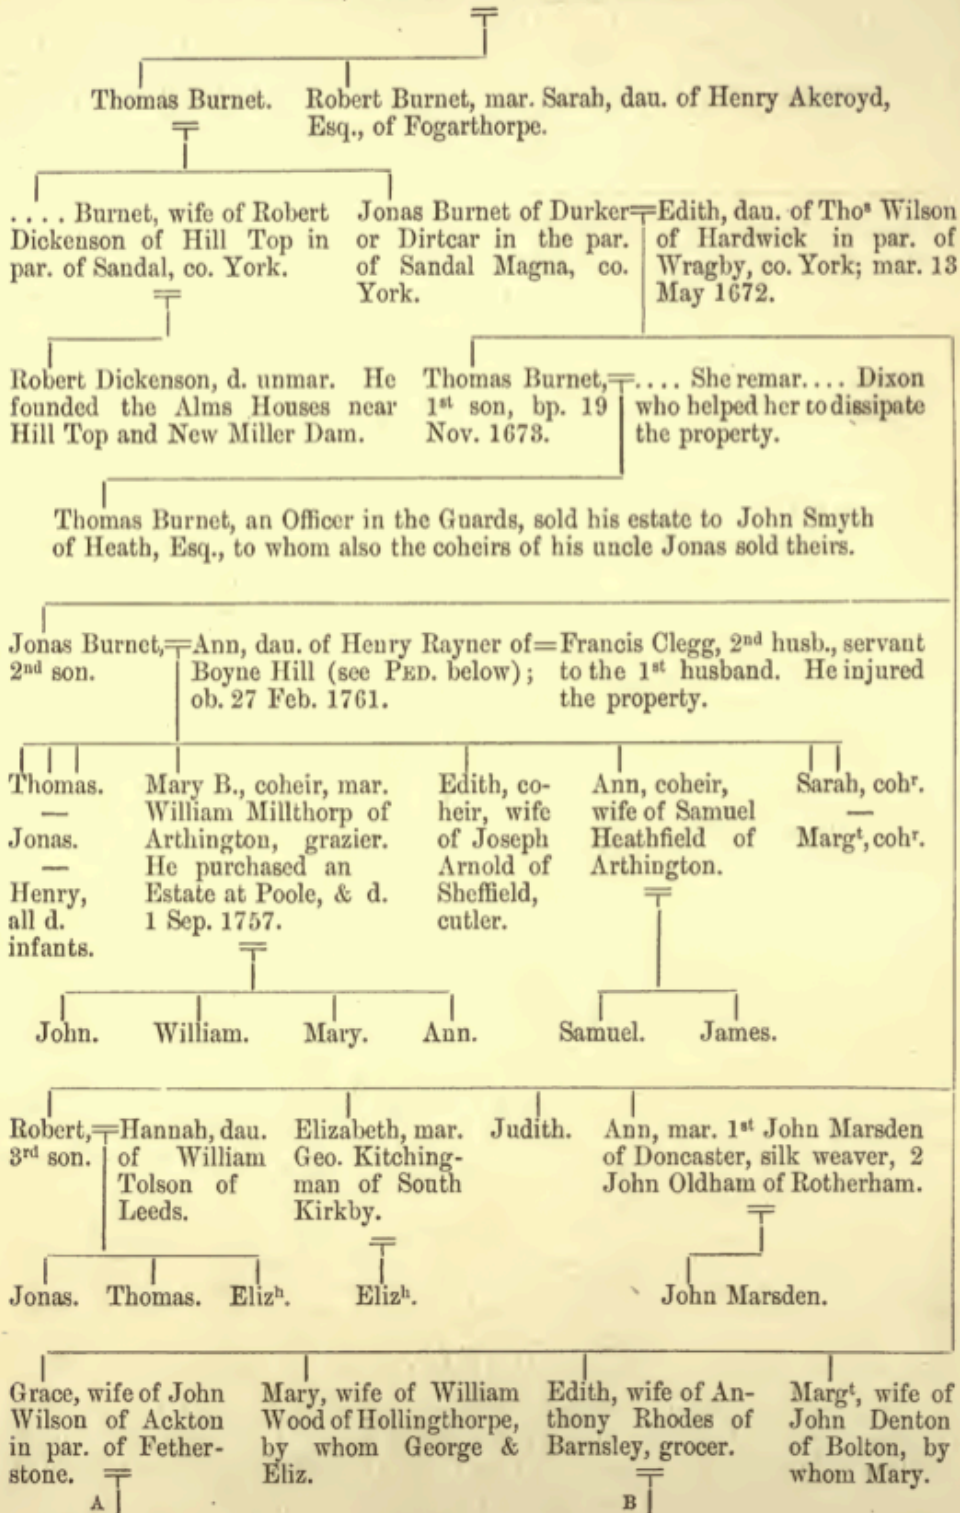 Thomas Burnet.
Robert Burnet, mar. Sarah, dau. of Henry Akeroyd,
Esq., of Fogarthorpe.
. . . . Burnet, wife of Robert
Dickenson of Hill Top in
par. of Sandal, co. York.
Jonas Burnet of Durker
or Dirtcar in the par.
of Sandal Magna, co.
York.
Edith, dau. of Thoˢ Wilson
of Hardwick in par. of
Wragby, co. York; mar. 13
May 1672.
Robert Dickenson, d. unmar. He
founded the Alms Houses near
Hill Top and New Miller Dam.
Thomas Burnet,
1ˢᵗ son, bp. 19
Nov. 1673.
. . . . She remar. . . . Dixon
who helped her to dissipate
the property.
Thomas Burnet, an Officer in the Guards, sold his estate to John Smyth
of Heath, Esq., to whom also the coheirs of his uncle Jonas sold theirs.
Jonas Burnet,
2ⁿᵈ son.
Ann, dau. of Henry Rayner of
Boyne Hill (see PED. below);
ob. 27 Feb. 1761.
=Francis Clegg, 2ⁿᵈ husb., servant
to the 1ˢᵗ husband. He injured
the property.
Thomas.
—
Jonas.
—
Henry,
all d.
infants.
Mary B., coheir, mar.
William Millthorp of
Arthington, grazier.
He purchased an
Estate at Poole, & d.
1 Sep. 1757.
Edith, co-
heir, wife
of Joseph
Arnold of
Sheffield,
cutler.
Ann, coheir,
wife of Samuel
Heathfield of
Arthington.
Sarah, cohʳ.
—
Margᵗ, cohʳ.
John. William. Mary. Ann.
Samuel. James.
Robert,
3ʳᵈ son.
Hannah, dau.
of William
Tolson of
Leeds.
Elizabeth, mar.
Geo. Kitching-
man of South
Kirkby.
Judith.
Ann, mar. 1ˢᵗ John Marsden
of Doncaster, silk weaver, 2
John Oldham of Rotherham.
Jonas. Thomas. Elizʰ.
Elizʰ.
John Marsden.
Grace, wife of John
Wilson of Ackton
in par. of Fether-
stone.
A
Mary, wife of William
Wood of Hollingthorpe,
by whom George &
Eliz.
Edith, wife of An-
thony Rhodes of
Barnsley, grocer.
B
Margᵗ, wife of
John Denton
of Bolton, by
whom Mary.